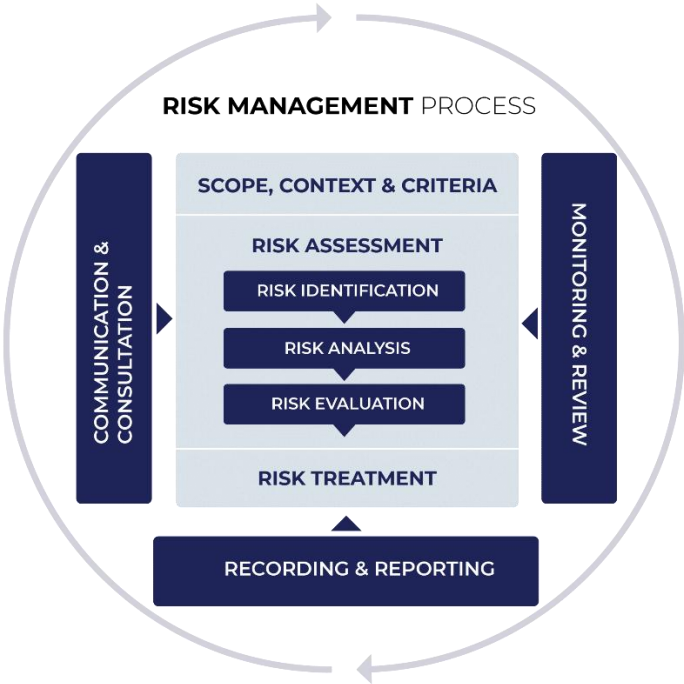 RISK MANAGEMENT PROCESS
SCOPE, CONTEXT & CRITERIA
RISK ASSESSMENT
RISK IDENTIFICATION
RISK ANALYSIS
RISK EVALUATION
RISK TREATMENT
COMMUNICATION &
CONSULTATION
MONITORING & REVIEW
RECORDING & REPORTING